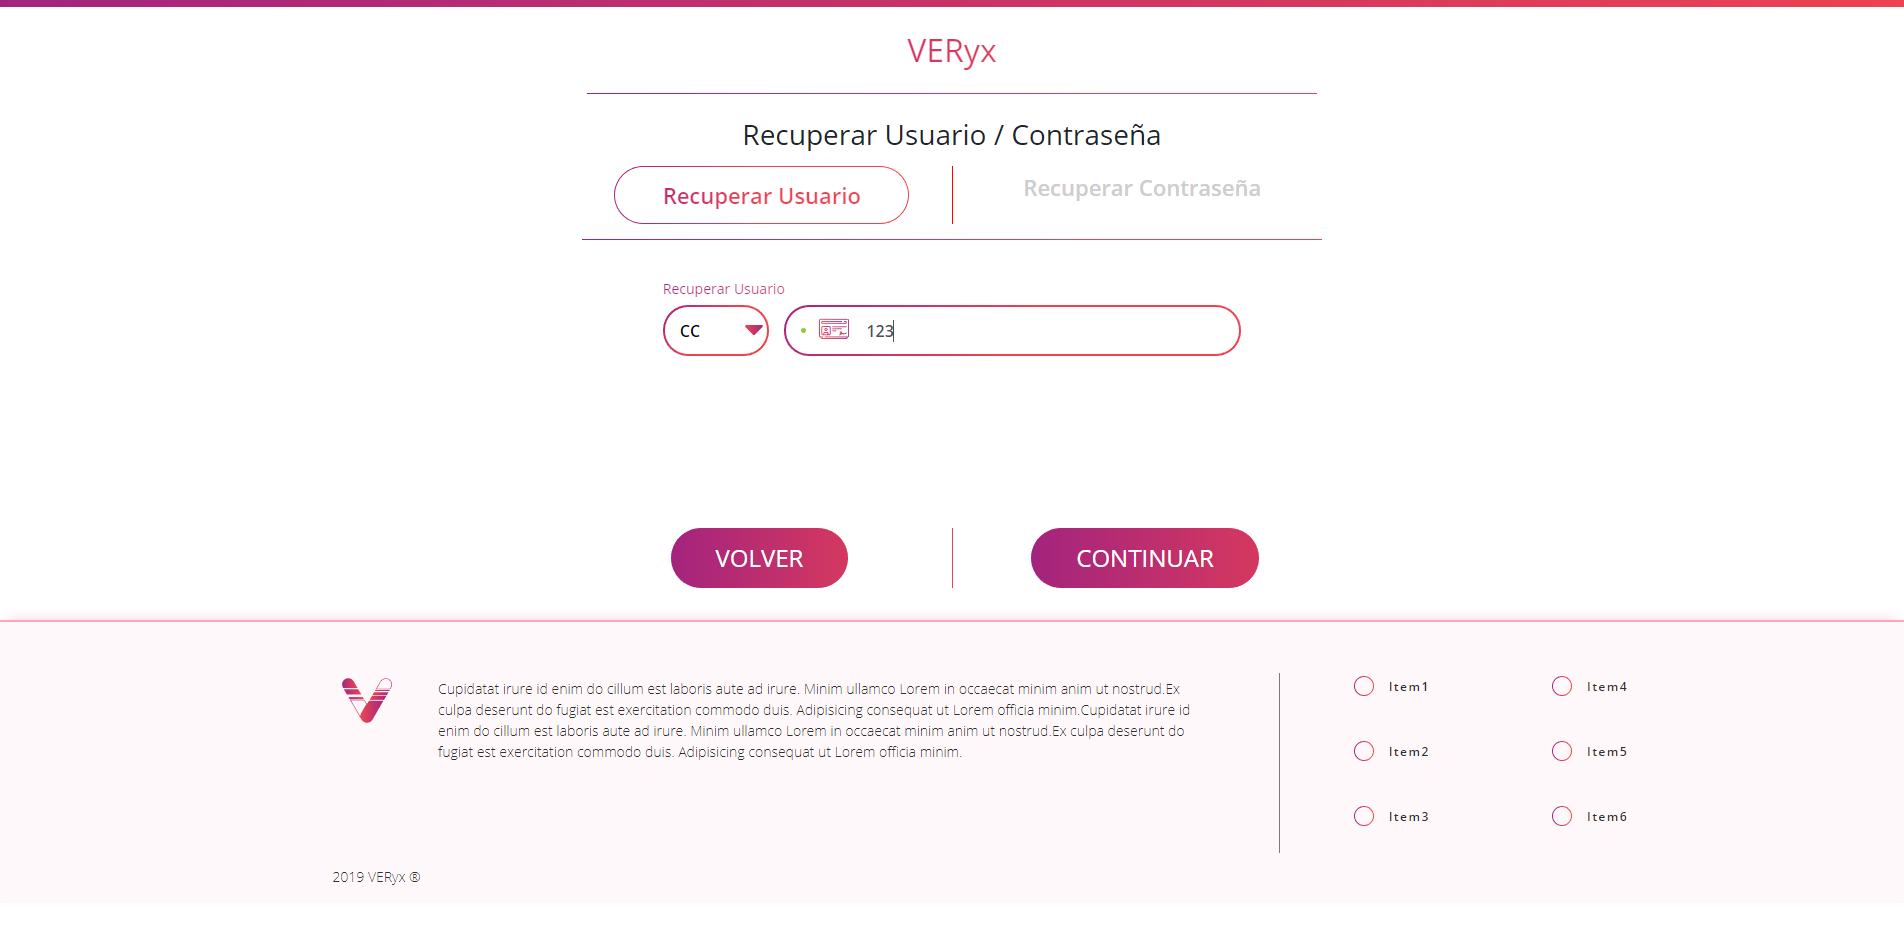 VERyx
Recuperar Usuario / Contraseña
Recuperar Usuario
Recuperar Contraseña
Recuperar Usuario
CC
123
VOLVER
CONTINUAR
Cupidatat irure id enim do cillum est laboris aute ad irure. Minim ullamco Lorem in occaecat minim anim ut nostrud.Ex
culpa deserunt do fugiat est exercitation commodo duis. Adipisicing consequat ut Lorem officia minim.Cupidatat irure id
enim do cillum est laboris aute ad irure. Minim ullamco Lorem in occaecat minim anim ut nostrud.Ex culpa deserunt do
fugiat est exercitation commodo duis. Adipisicing consequat ut Lorem officia minim.
Item1
Item4
Item2
Item5
Item3
Item6
2019 VERyx ®